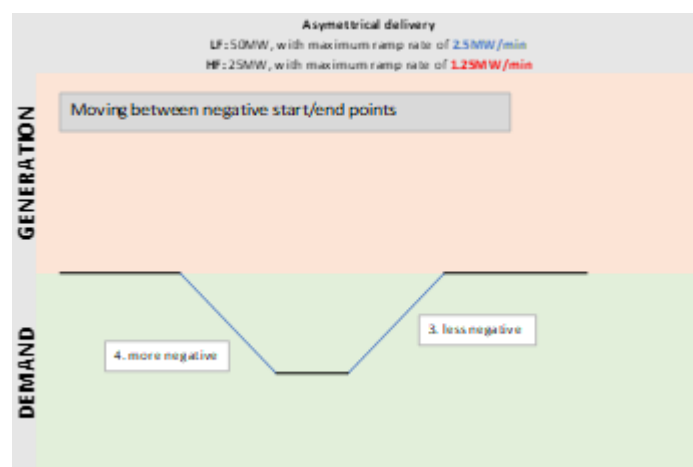 Asymettrical delivery
LF: 50MW, with maximum ramp rate of 2.5MW/min
HF: 25MW, with maximum ramp rate of 1.25MW/min
GENERATION
Moving between negative start/end points
DEMAND
3. less negative
4. more negative